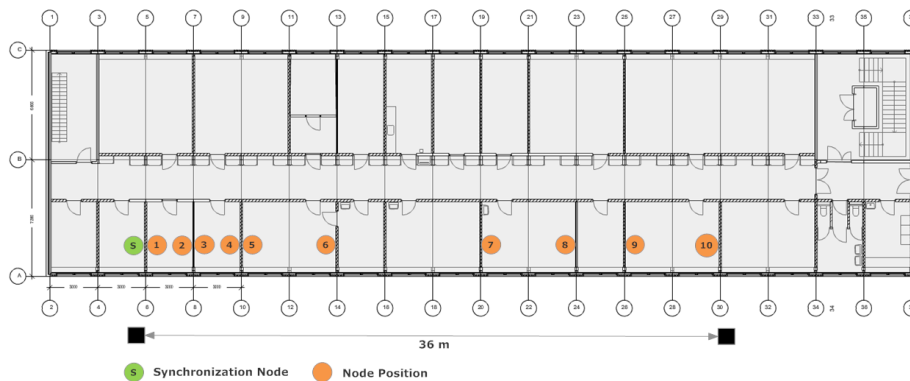 1 3 5 7 9 11 13 15 17 19 21 23 25 27 29 31 33 33 35
C
B
A
S 1 2 3 4 5 6 7 8 9 10
2 4 6 8 10 12 14 16 18 20 22 24 26 28 30 32 34 34 36
36 m
S Synchronization Node Node Position